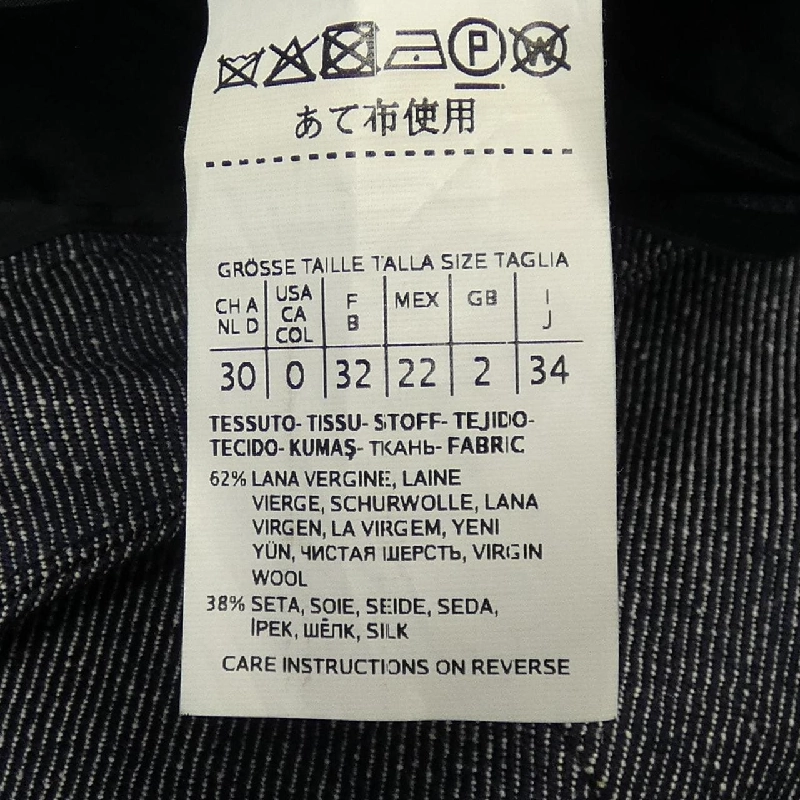 P W
あて布使用
GRÖSSE TAILLE TALLA SIZE TAGLIA
CH A NL D USA CA COL F B MEX GB I J
30 0 32 22 2 34
TESSUTO- TISSU- STOFF- TEJIDO-
TECIDO- KUMAŞ- ТКАНЬ- FABRIC
62% LANA VERGINE, LAINE
VIERGE, SCHURWOLLE, LANA
VIRGEN, LA VIRGEM, YENI
YÜN, ЧИСТАЯ ШЕРСТЬ, VIRGIN
WOOL
38% SETA, SOIE, SEIDE, SEDA,
İPEK, ШЁЛК, SILK
CARE INSTRUCTIONS ON REVERSE